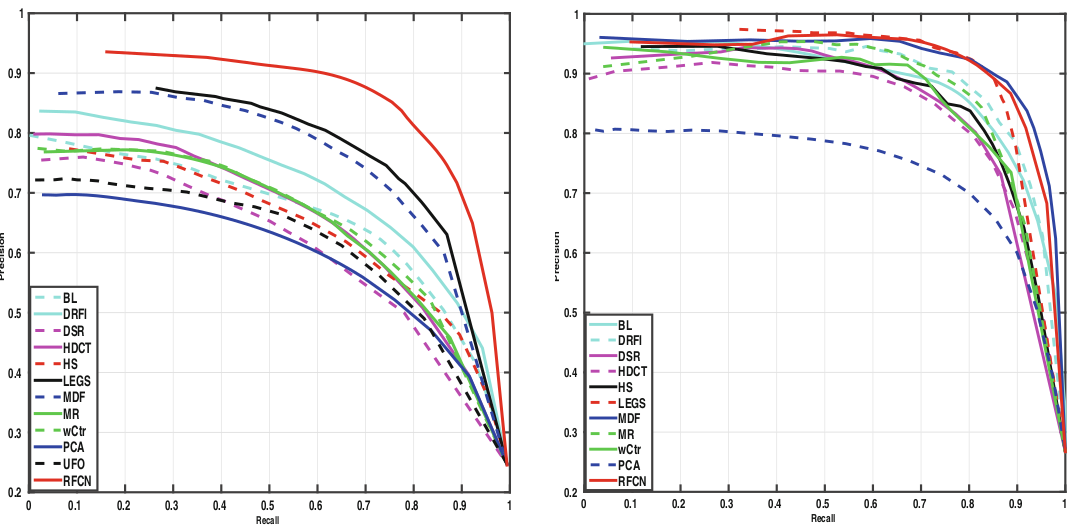 1
0.9
0.8
0.7
0.6
0.5
0.4
0.3
0.2
Precision
BL
DRFI
DSR
HDCT
HS
LEGS
MDF
MR
wCtr
PCA
UFO
RFCN
0 0.1 0.2 0.3 0.4 0.5 0.6 0.7 0.8 0.9 1
Recall
1
0.9
0.8
0.7
0.6
0.5
0.4
0.3
0.2
Precision
BL
DRFI
DSR
HDCT
HS
LEGS
MDF
MR
wCtr
PCA
RFCN
0 0.1 0.2 0.3 0.4 0.5 0.6 0.7 0.8 0.9 1
Recall